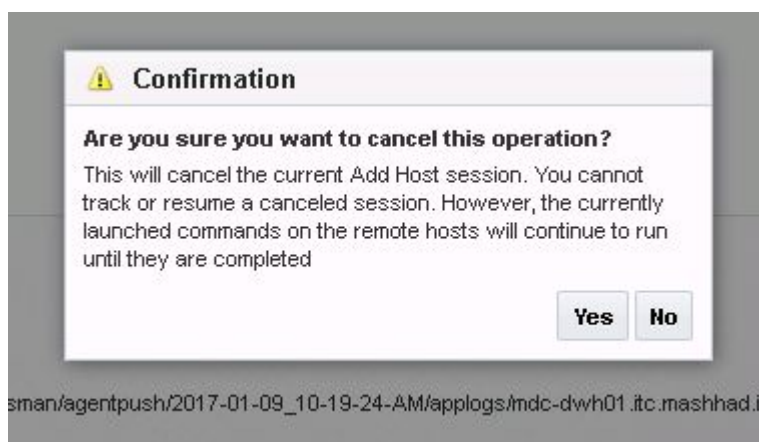 Confirmation
Are you sure you want to cancel this operation?
This will cancel the current Add Host session. You cannot
track or resume a canceled session. However, the currently
launched commands on the remote hosts will continue to run
until they are completed
Yes No
sman/agentpush/2017-01-09_10-19-24-AM/applogs/mdc-dwh01.itc.mashhad.i